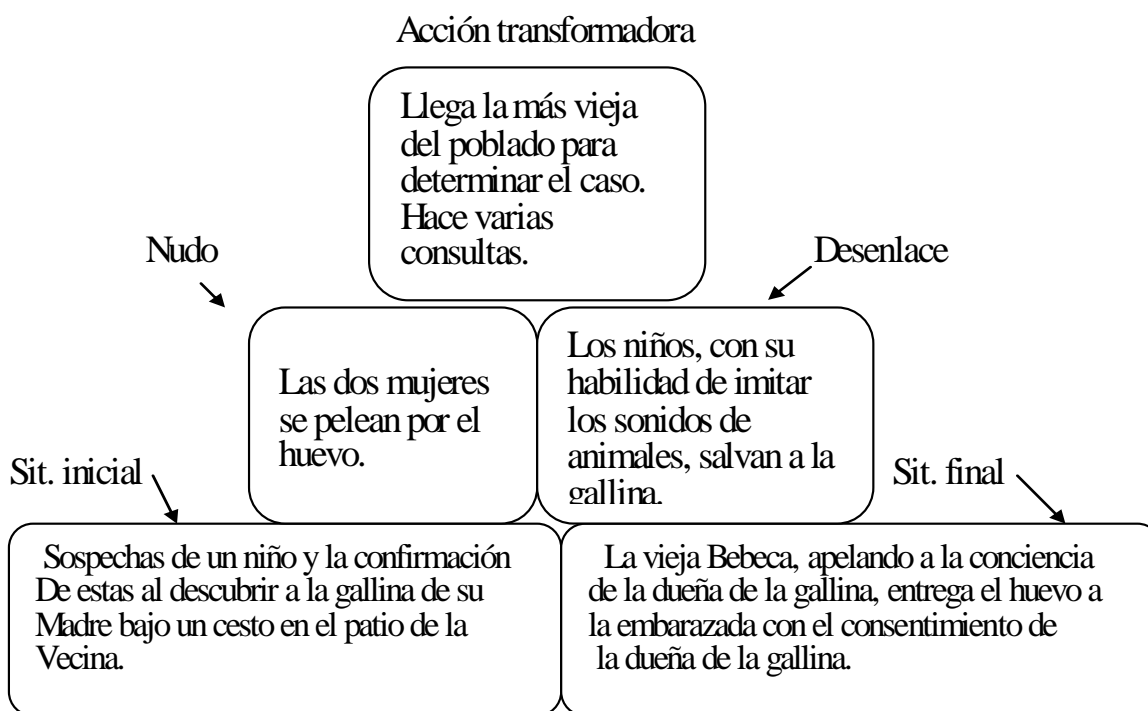 Acción transformadora
Llega la más vieja
del poblado para
determinar el caso.
Hace varias
consultas.
Nudo
Desenlace
Las dos mujeres
se pelean por el
huevo.
Los niños, con su
habilidad de imitar
los sonidos de
animales, salvan a la
gallina.
Sit. inicial
Sit. final
Sospechas de un niño y la confirmación
De estas al descubrir a la gallina de su
Madre bajo un cesto en el patio de la
Vecina.
La vieja Bebeca, apelando a la conciencia
de la dueña de la gallina, entrega el huevo a
la embarazada con el consentimiento de
la dueña de la gallina.